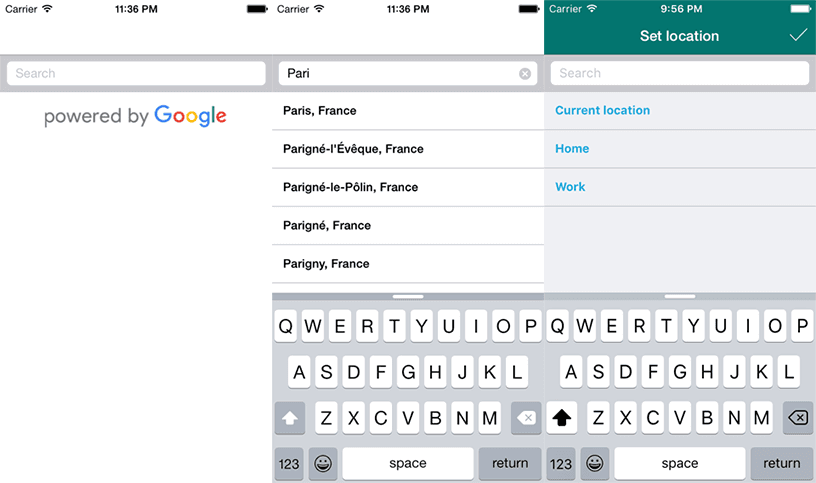 Carrier 11:36 PM
Search
powered by Google
Carrier 11:36 PM
Pari
Paris, France
Parigné-l'Évêque, France
Parigné-le-Pôlin, France
Parigné, France
Parigny, France
Q W E R T Y U I O P
A S D F G H J K L
Z X C V B N M
123 space return
Carrier 9:56 PM
Set location
Search
Current location
Home
Work
Q W E R T Y U I O P
A S D F G H J K L
Z X C V B N M
123 space return